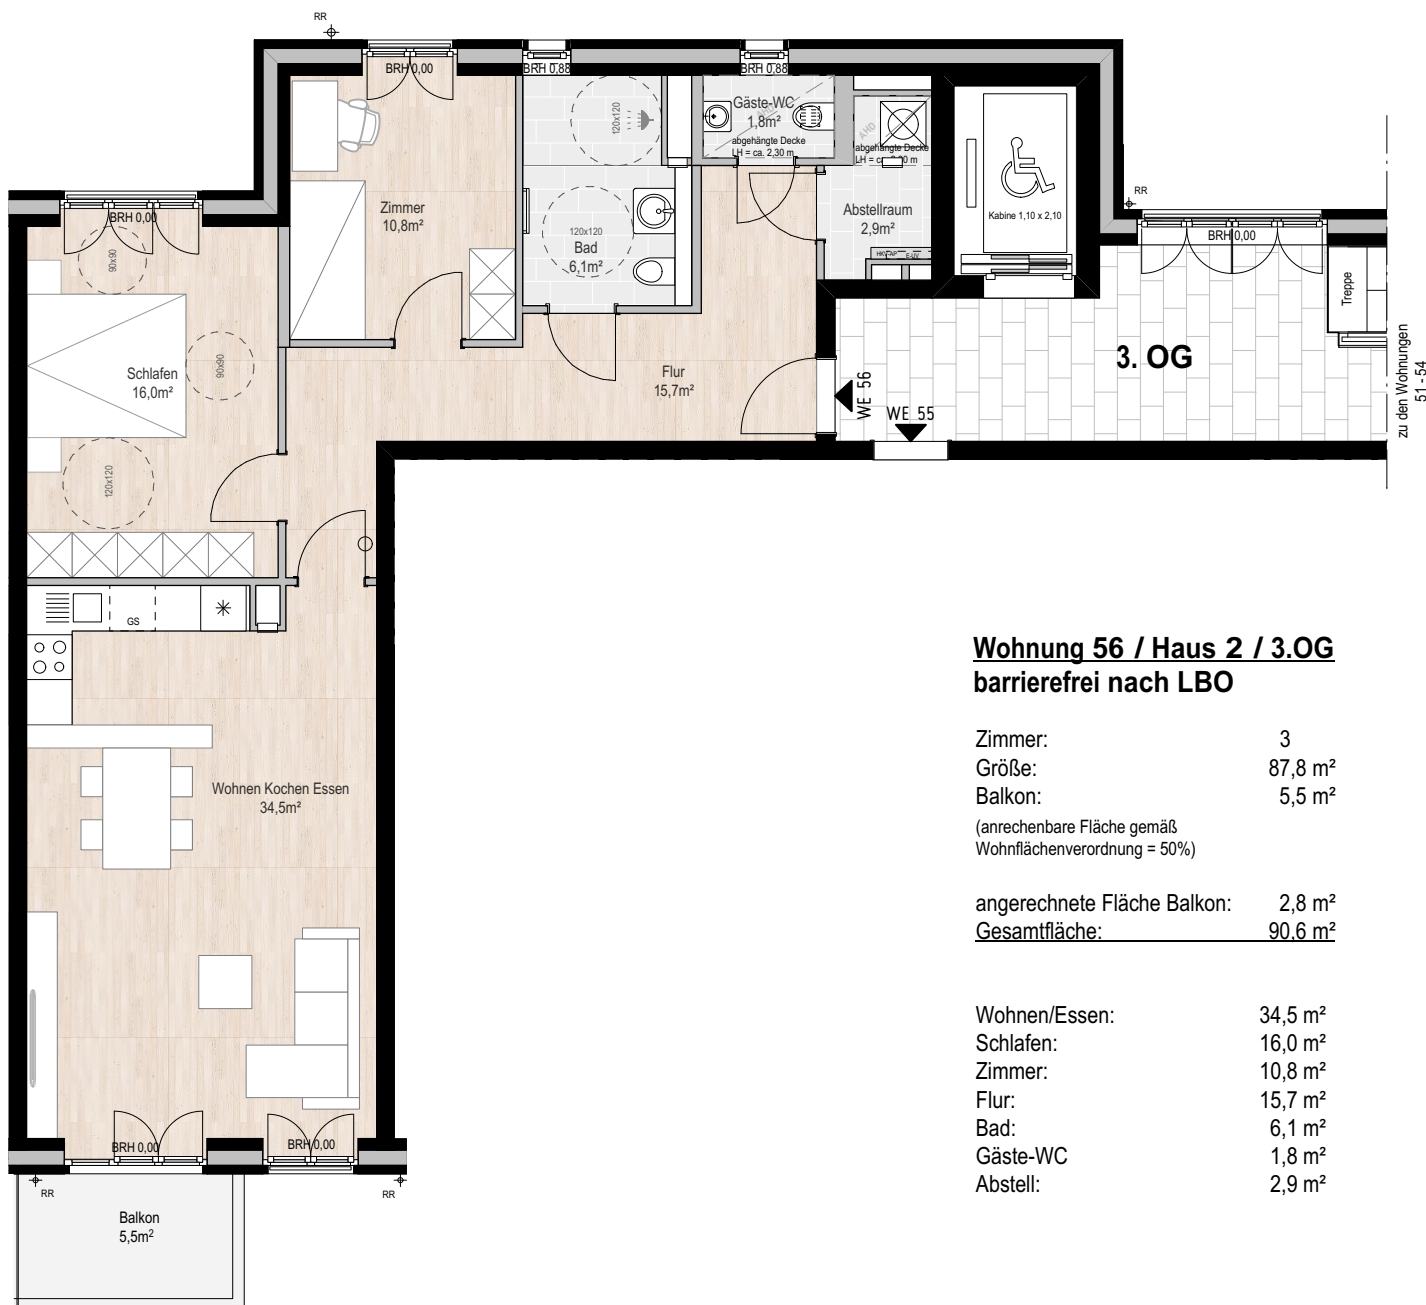 RR
BRH 0,00
BRH 0,88
BRH 0,88
120x120
Gäste-WC
1,8m²
abgehängte Decke
LH = ca. 2,30 m
AHD
abgehängte Decke
Kabine 1,10 x 2,10
RR
BRH 0,00
BRH 0,00
90x90
Zimmer
10,8m²
120x120
Bad
6,1m²
Abstellraum
2,9m²
E-UV
Treppe
3. OG
zu den Wohnungen
51 - 54
Schlafen
16,0m²
90x90
Flur
15,7m²
WE 56
WE 55
120x120
GS
Wohnen Kochen Essen
34,5m²
BRH 0,00
BRH 0,00
RR
RR
Balkon
5,5m²
Wohnung 56 / Haus 2 / 3.OG
barrierefrei nach LBO
Zimmer: 3
Größe: 87,8 m²
Balkon: 5,5 m²
(anrechenbare Fläche gemäß
Wohnflächenverordnung = 50%)
angerechnete Fläche Balkon: 2,8 m²
Gesamtfläche: 90,6 m²
Wohnen/Essen: 34,5 m²
Schlafen: 16,0 m²
Zimmer: 10,8 m²
Flur: 15,7 m²
Bad: 6,1 m²
Gäste-WC 1,8 m²
Abstell: 2,9 m²